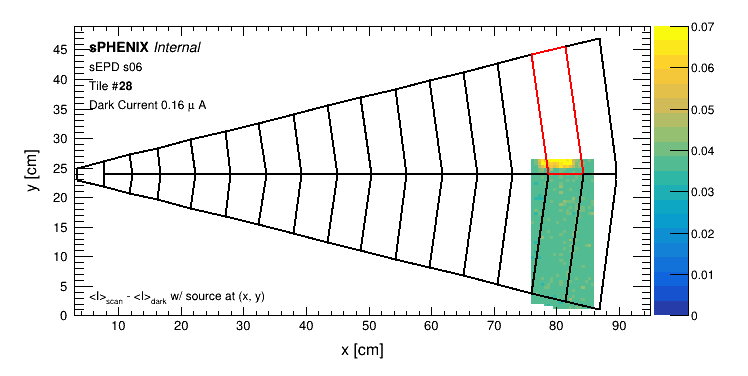 sPHENIX Internal
sEPD s06
Tile #28
Dark Current 0.16 μ A
<I>scan - <I>dark w/ source at (x, y)
y [cm]
45
40
35
30
25
20
15
10
5
0
10 20 30 40 50 60 70 80 90
x [cm]
0.07
0.06
0.05
0.04
0.03
0.02
0.01
0